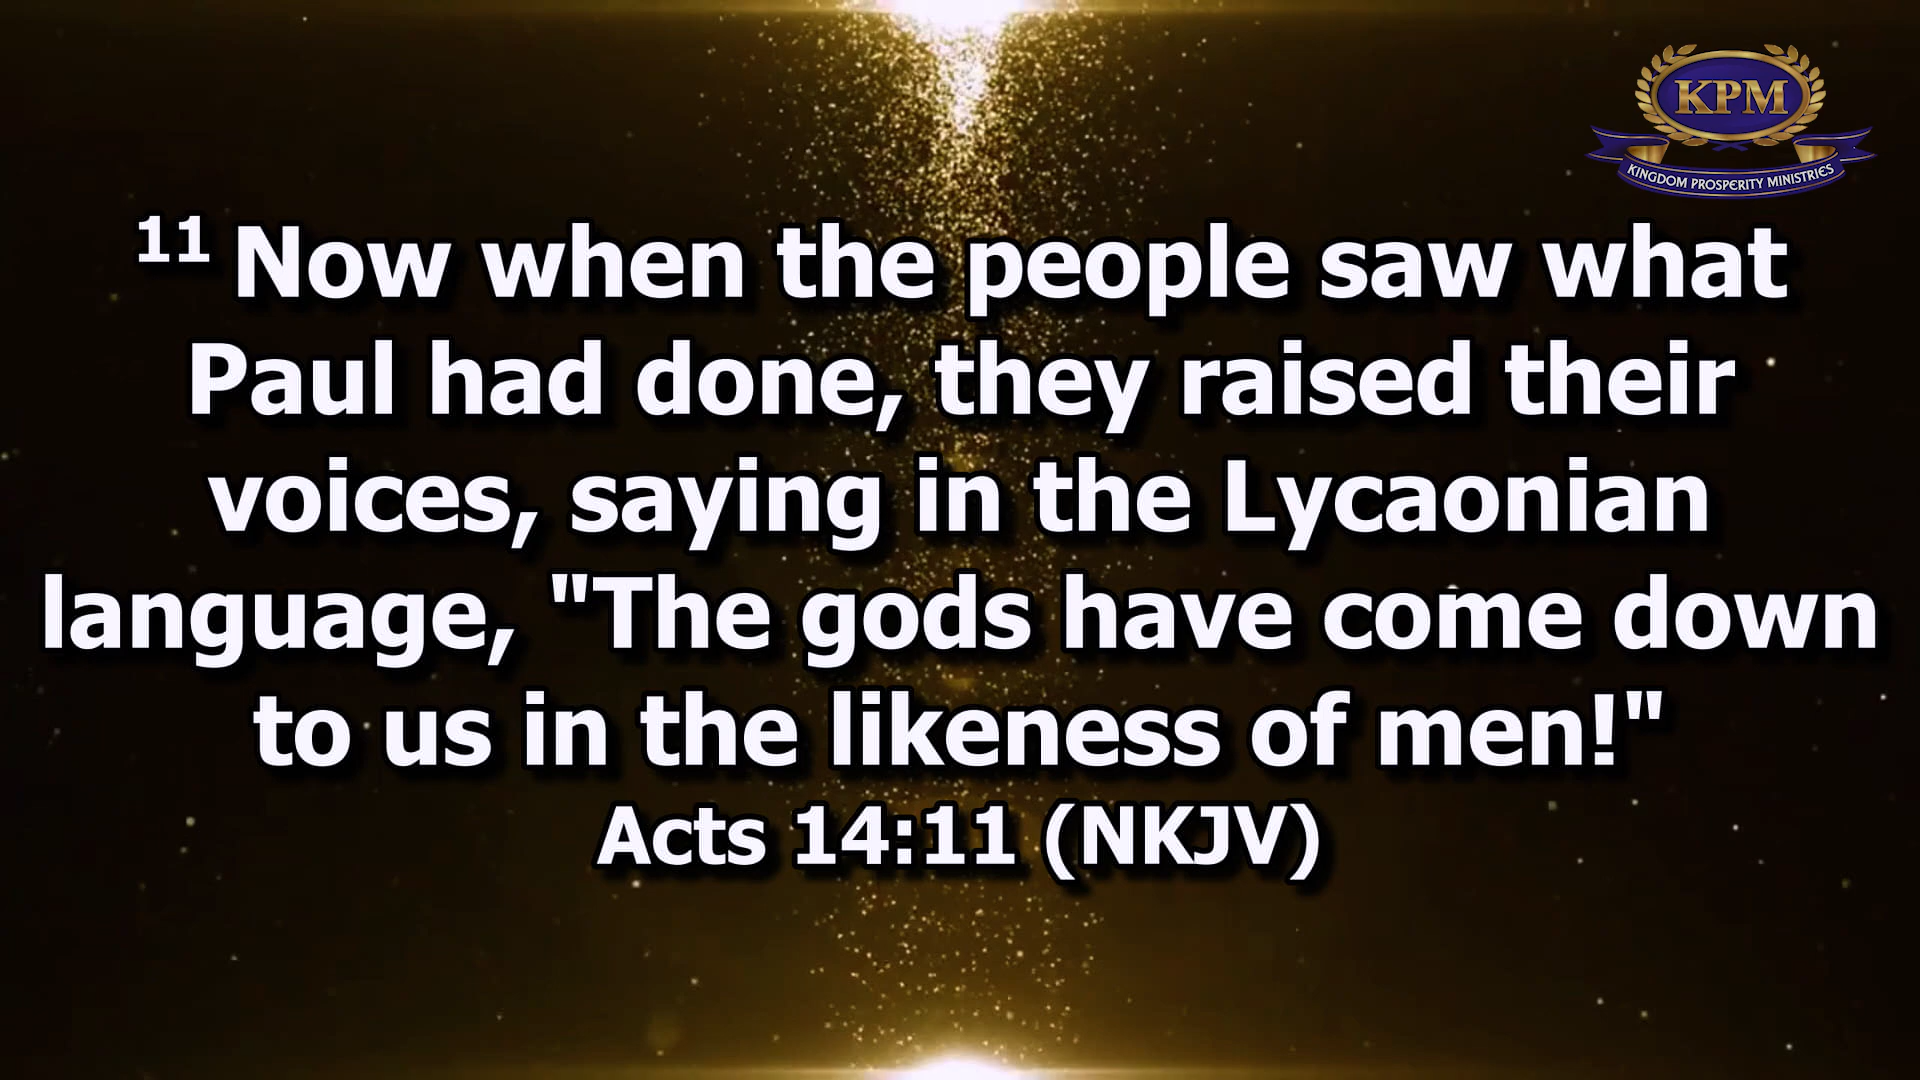 KPM
KINGDOM PROSPERITY MINISTRIES
11 Now when the people saw what
Paul had done, they raised their
voices, saying in the Lycaonian
language, "The gods have come down
to us in the likeness of men!"
Acts 14:11 (NKJV)